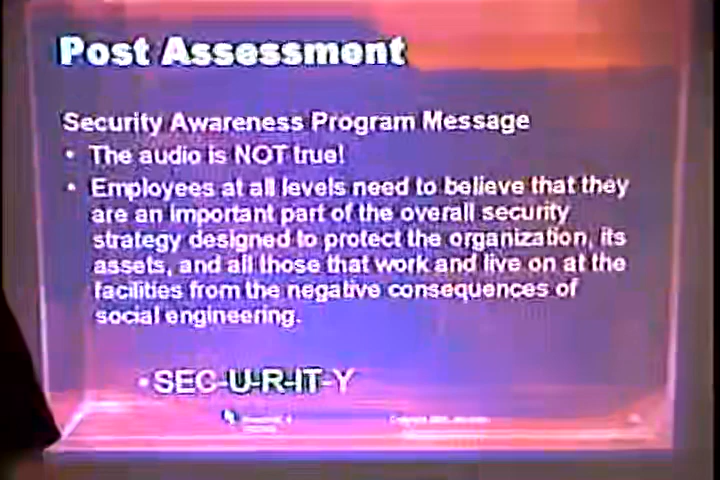 Post Assessment
Security Awareness Program Message
• The audio is NOT true!
• Employees at all levels need to believe that they
are an important part of the overall security
strategy designed to protect the organization, its
assets, and all those that work and live on at the
facilities from the negative consequences of
social engineering.
• SEC-U-R-IT-Y